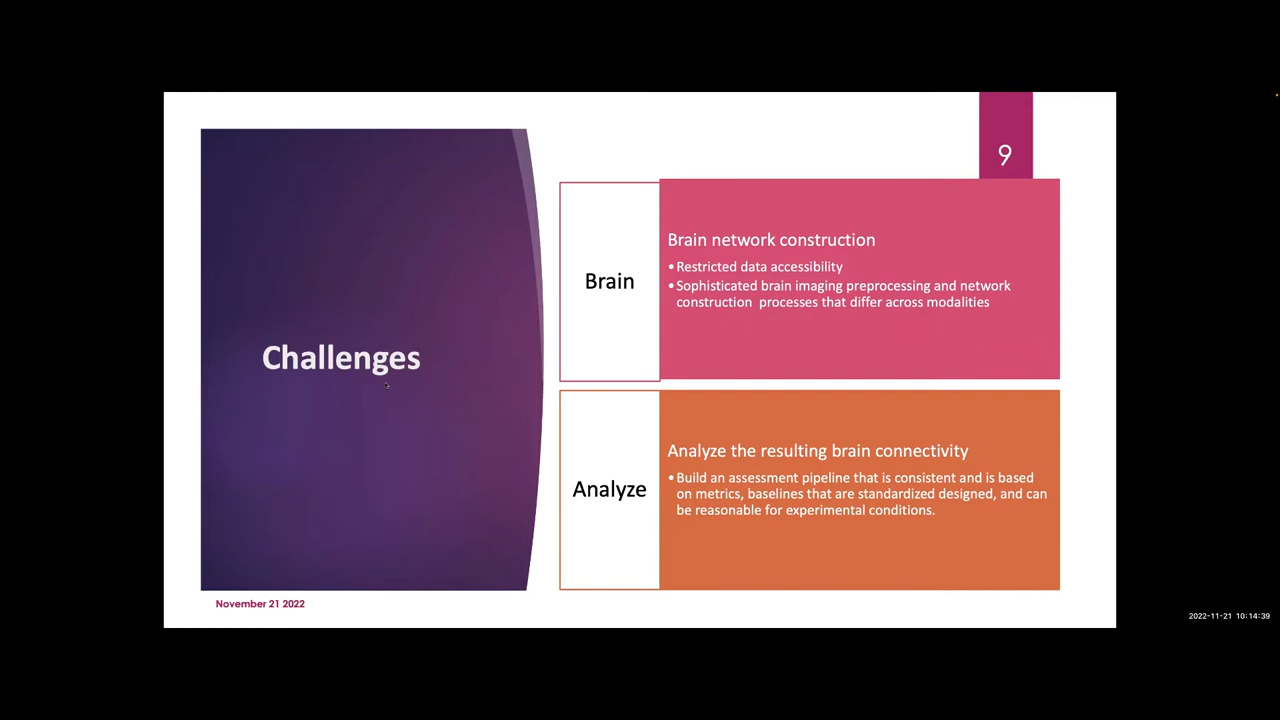 9
Challenges
Brain
Brain network construction
•Restricted data accessibility
•Sophisticated brain imaging preprocessing and network
construction  processes that differ across modalities
Analyze
Analyze the resulting brain connectivity
•Build an assessment pipeline that is consistent and is based
on metrics, baselines that are standardized designed, and can
be reasonable for experimental conditions.
November 21 2022
2022-11-21 10:14:39